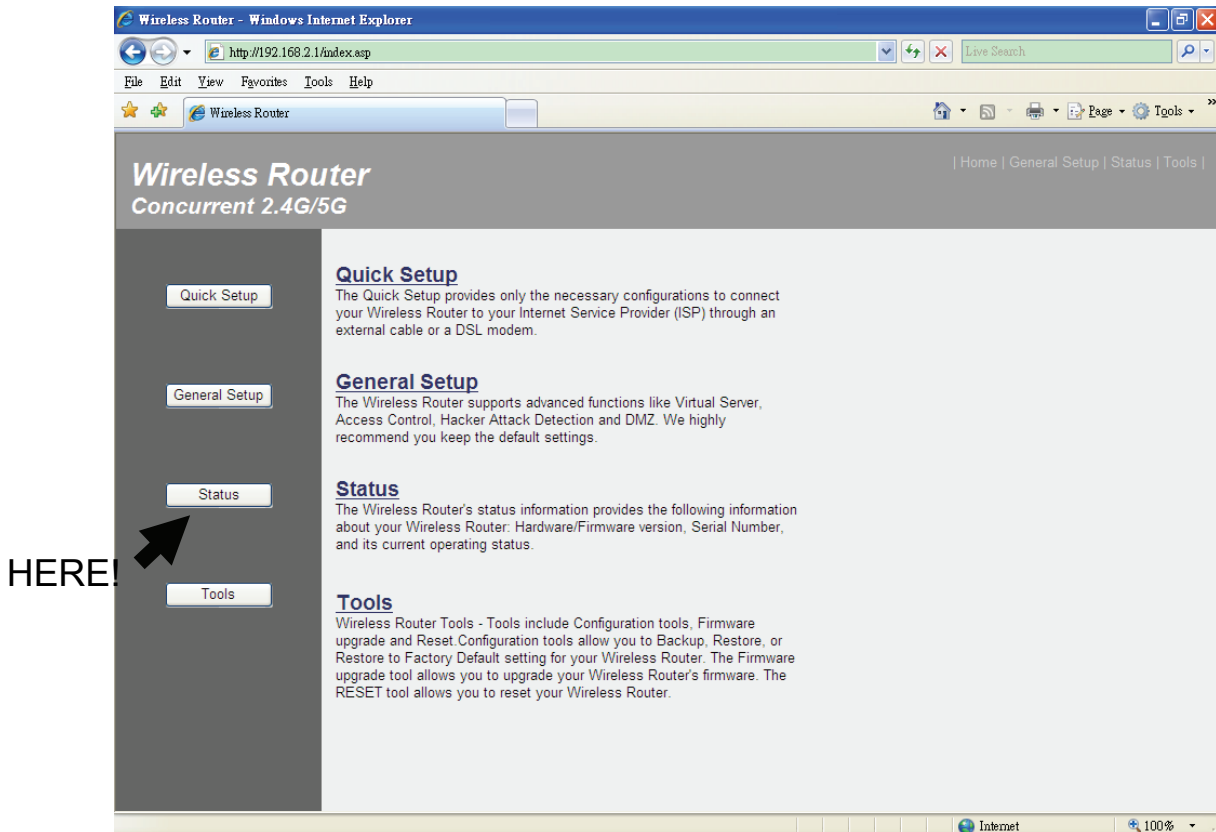 Wireless Router - Windows Internet Explorer
http://192.168.2.1/index.asp
Live Search
File Edit View Favorites Tools Help
Wireless Router
Page Tools »
Wireless Router
Concurrent 2.4G/5G
| Home | General Setup | Status | Tools |
Quick Setup
General Setup
Status
Tools
HERE!
Quick Setup
The Quick Setup provides only the necessary configurations to connect
your Wireless Router to your Internet Service Provider (ISP) through an
external cable or a DSL modem.
General Setup
The Wireless Router supports advanced functions like Virtual Server,
Access Control, Hacker Attack Detection and DMZ. We highly
recommend you keep the default settings.
Status
The Wireless Router's status information provides the following information
about your Wireless Router: Hardware/Firmware version, Serial Number,
and its current operating status.
Tools
Wireless Router Tools - Tools include Configuration tools, Firmware
upgrade and Reset.Configuration tools allow you to Backup, Restore, or
Restore to Factory Default setting for your Wireless Router. The Firmware
upgrade tool allows you to upgrade your Wireless Router's firmware. The
RESET tool allows you to reset your Wireless Router.
Internet
100%